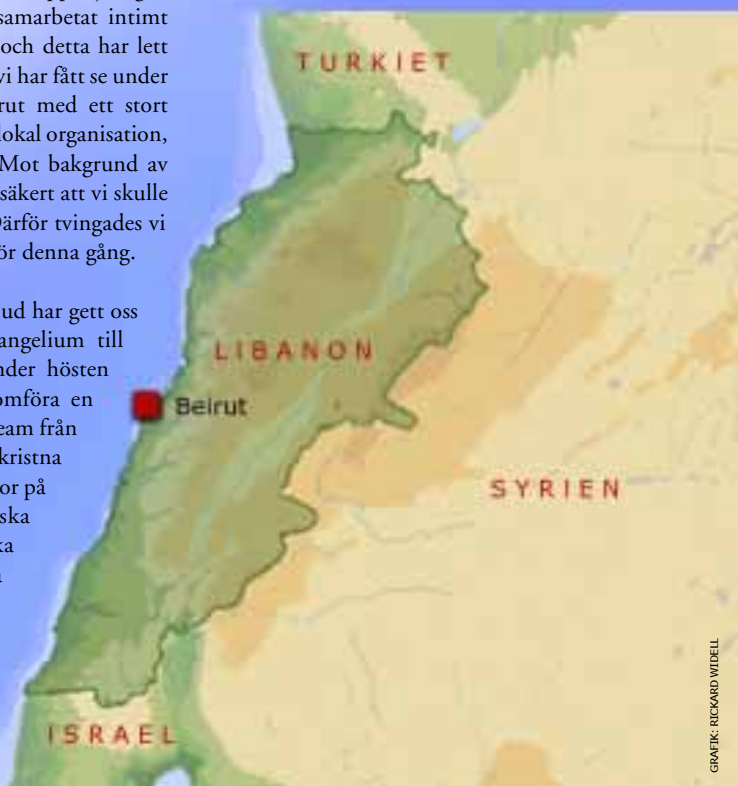 samarbetat intimt
och detta har lett
vi har fått se under
rut med ett stort
lokal organisation,
Mot bakgrund av
säkert att vi skulle
Därför tvingades vi
ör denna gång.
ud har gett oss
angelium till
nder hösten
omföra en
eam från
kristna
or på
ska
ka
TURKIET
LIBANON
Beirut
SYRIEN
ISRAEL
GRAFIK: RICKARD WIDELL